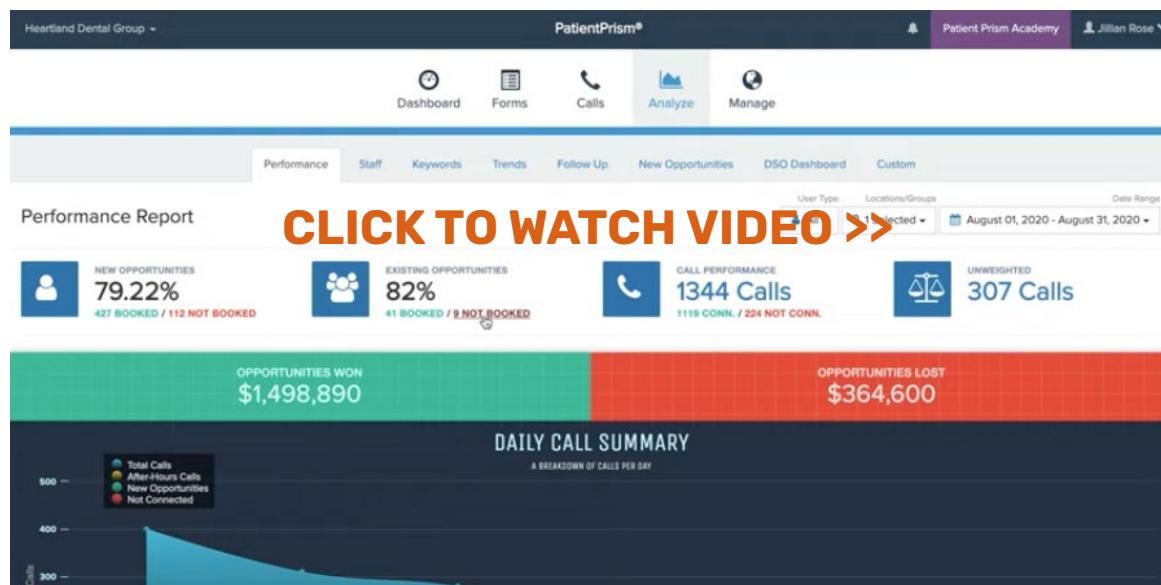 Heartland Dental Group
PatientPrism®
Patient Prism Academy
Jillian Rose
Dashboard
Forms
Calls
Analyze
Manage
Performance
Staff
Keywords
Trends
Follow Up
New Opportunities
DSO Dashboard
Custom
Performance Report
User Type
Locations/Groups
Date Range
CLICK TO WATCH VIDEO >>
Selected
August 01, 2020 - August 31, 2020
NEW OPPORTUNITIES
79.22%
427 BOOKED / 112 NOT BOOKED
EXISTING OPPORTUNITIES
82%
41 BOOKED / 9 NOT BOOKED
CALL PERFORMANCE
1344 Calls
1119 CONN. / 224 NOT CONN.
UNWEIGHTED
307 Calls
OPPORTUNITIES WON
$1,498,890
OPPORTUNITIES LOST
$364,600
DAILY CALL SUMMARY
A BREAKDOWN OF CALLS PER DAY
Total Calls
After-Hours Calls
New Opportunities
Not Connected
500
400
300
Calls